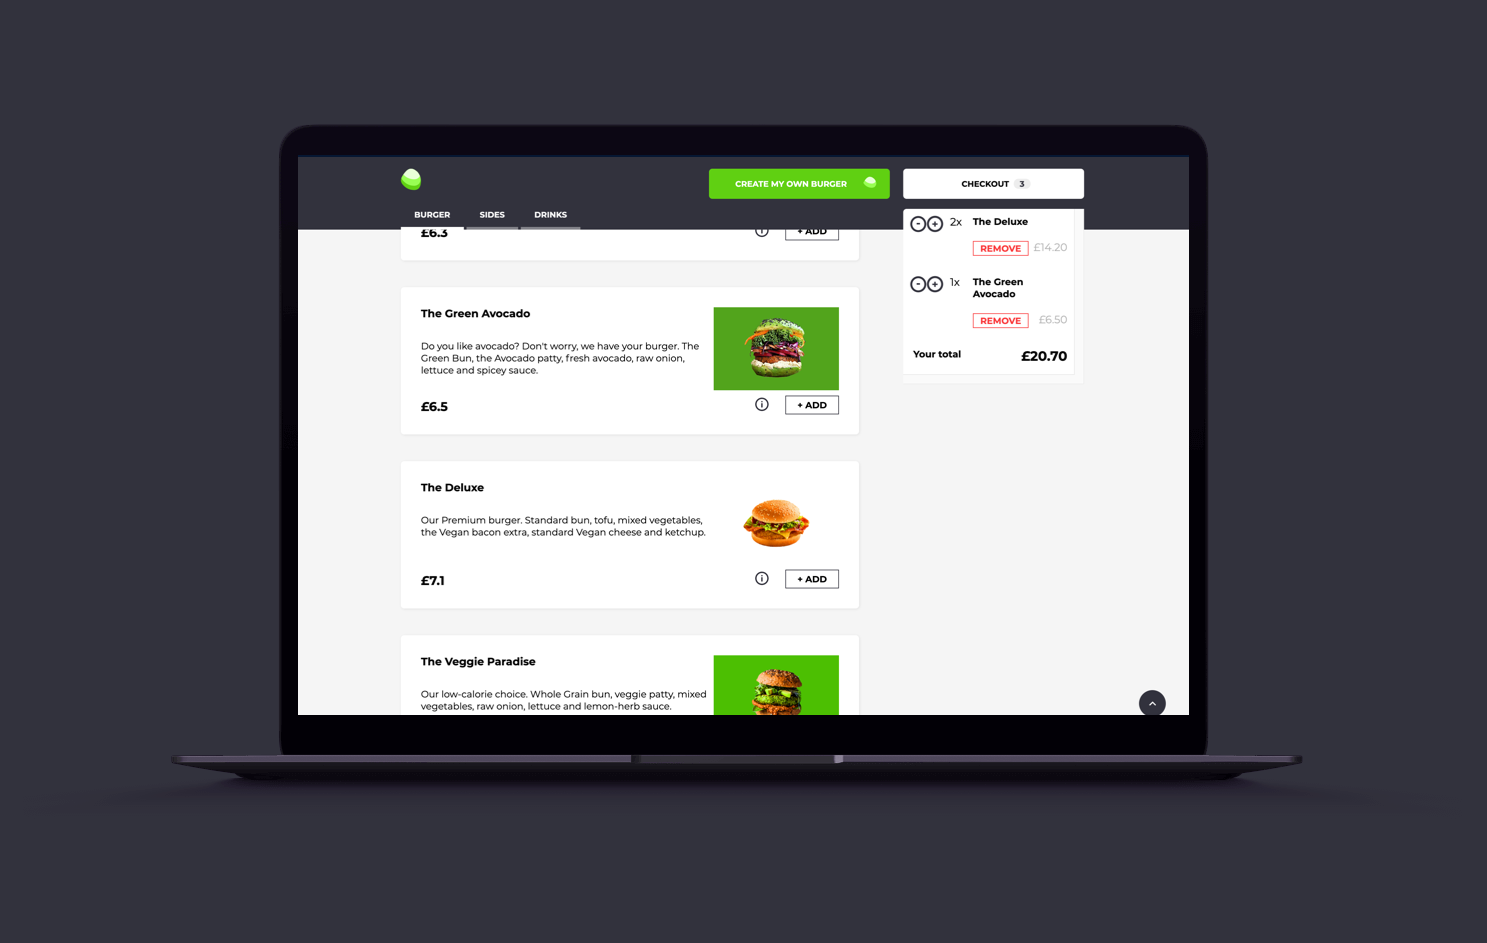 CREATE MY OWN BURGER
CHECKOUT 3
BURGER
SIDES
DRINKS
£6.3
+ ADD
The Green Avocado
Do you like avocado? Don't worry, we have your burger. The
Green Bun, the Avocado patty, fresh avocado, raw onion,
lettuce and spicey sauce.
£6.5
+ ADD
The Deluxe
Our Premium burger. Standard bun, tofu, mixed vegetables,
the Vegan bacon extra, standard Vegan cheese and ketchup.
£7.1
+ ADD
The Veggie Paradise
Our low-calorie choice. Whole Grain bun, veggie patty, mixed
vegetables, raw onion, lettuce and lemon-herb sauce.
- + 2x The Deluxe
REMOVE £14.20
- + 1x The Green
Avocado
REMOVE £6.50
Your total £20.70